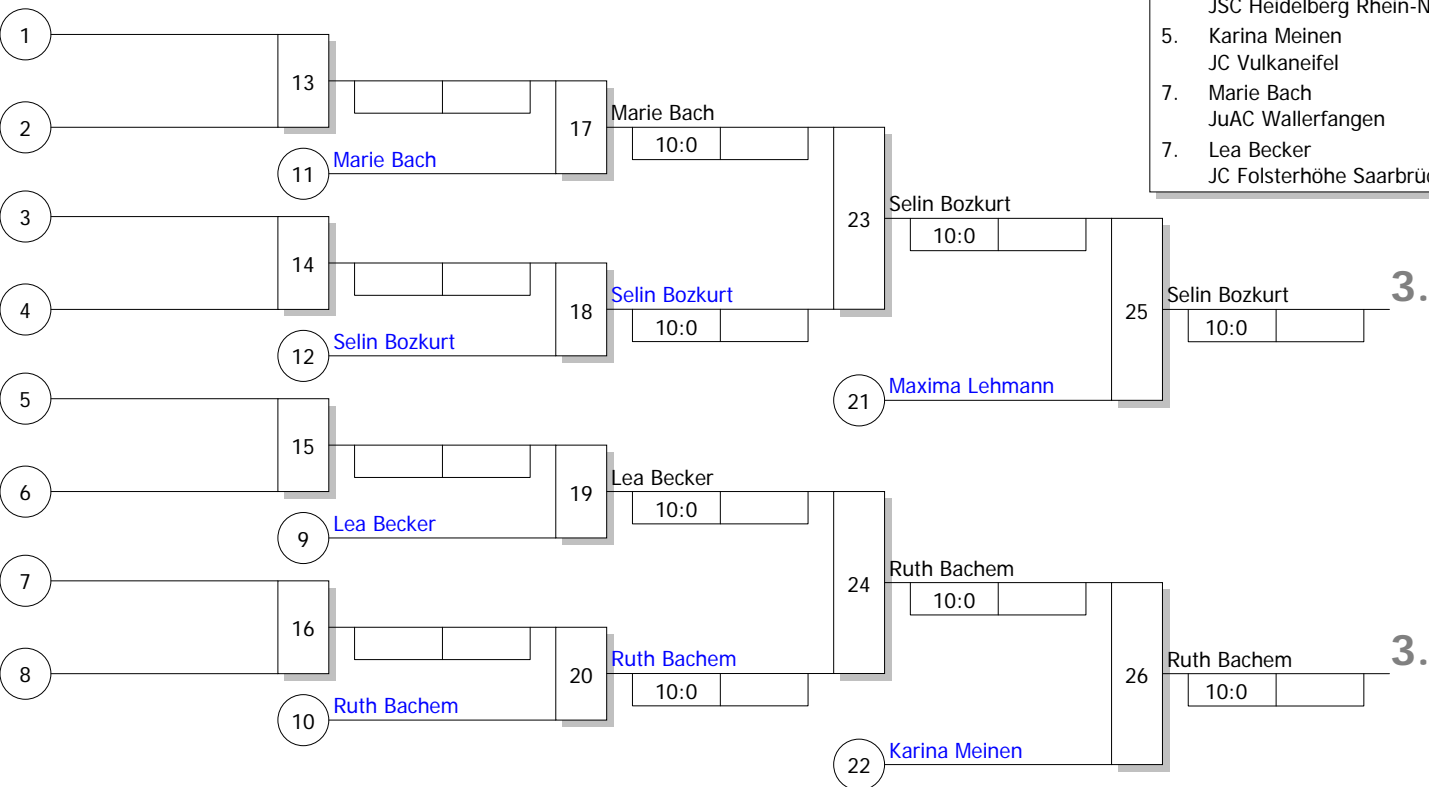 JSC Heidelberg Rhein-N
5. Karina Meinen
JC Vulkaneifel
7. Marie Bach
JuAC Wallerfangen
7. Lea Becker
JC Folsterhöhe Saarbrüc
1
13
2
17
Marie Bach
10:0
11
Marie Bach
3
23
Selin Bozkurt
10:0
14
4
18
Selin Bozkurt
10:0
25
Selin Bozkurt
10:0
3.
12
Selin Bozkurt
5
21
Maxima Lehmann
15
6
19
Lea Becker
10:0
9
Lea Becker
7
24
Ruth Bachem
10:0
16
8
20
Ruth Bachem
10:0
26
Ruth Bachem
10:0
3.
10
Ruth Bachem
22
Karina Meinen